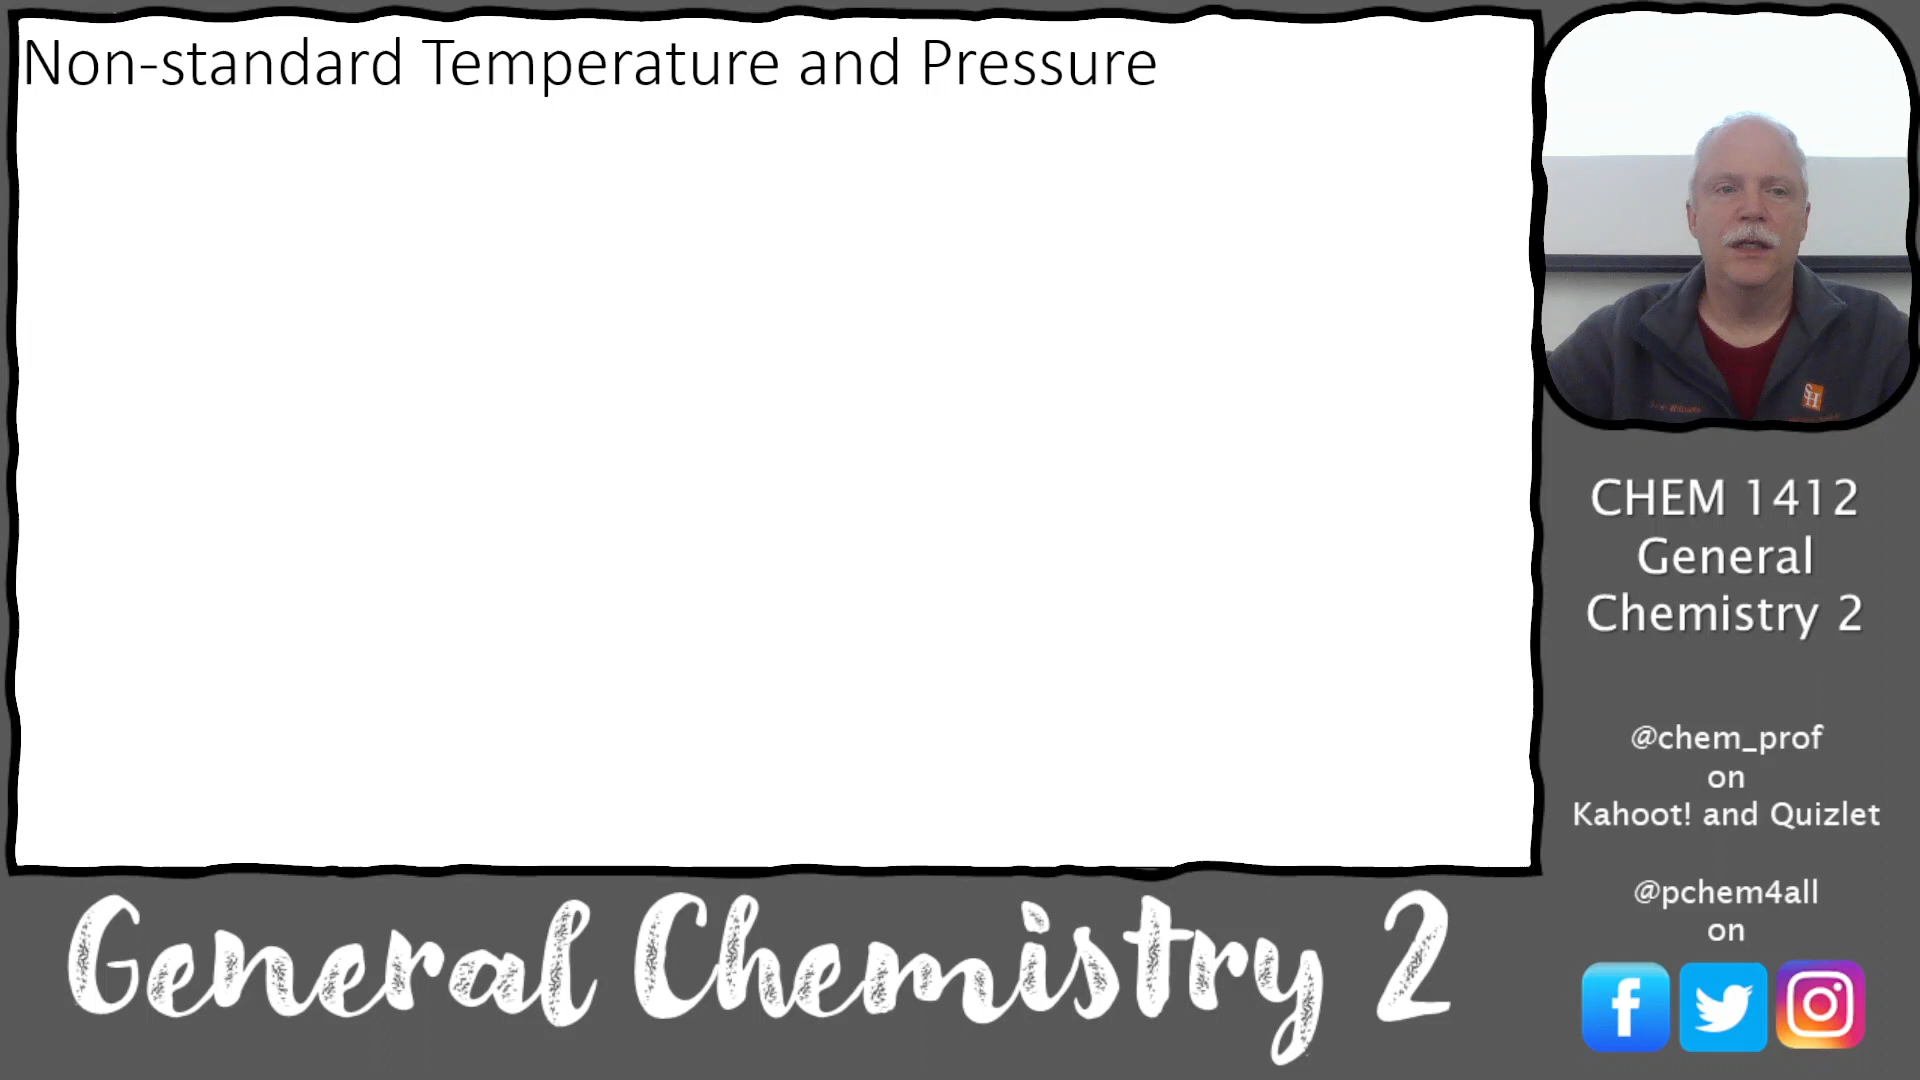 Non-standard Temperature and Pressure
SH
CHEM 1412
General
Chemistry 2
@chem_prof
on
Kahoot! and Quizlet
@pchem4all
on
General Chemistry 2